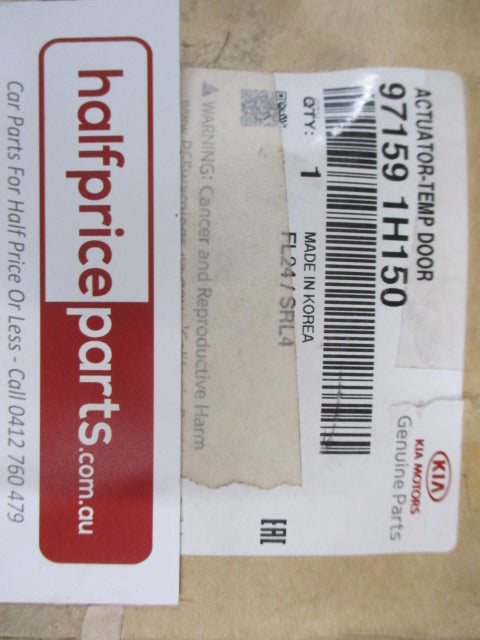 ACTUATOR-TEMP DOOR
97159 1H150
QTY: 1 MADE IN KOREA
FL24 / SRL4
WARNING: Cancer and Reproductive Harm
KIA
KIA MOTORS
Genuine Parts
EAC
halfpriceparts.com.au
Car Parts For Half Price Or Less - Call 0412 760 479